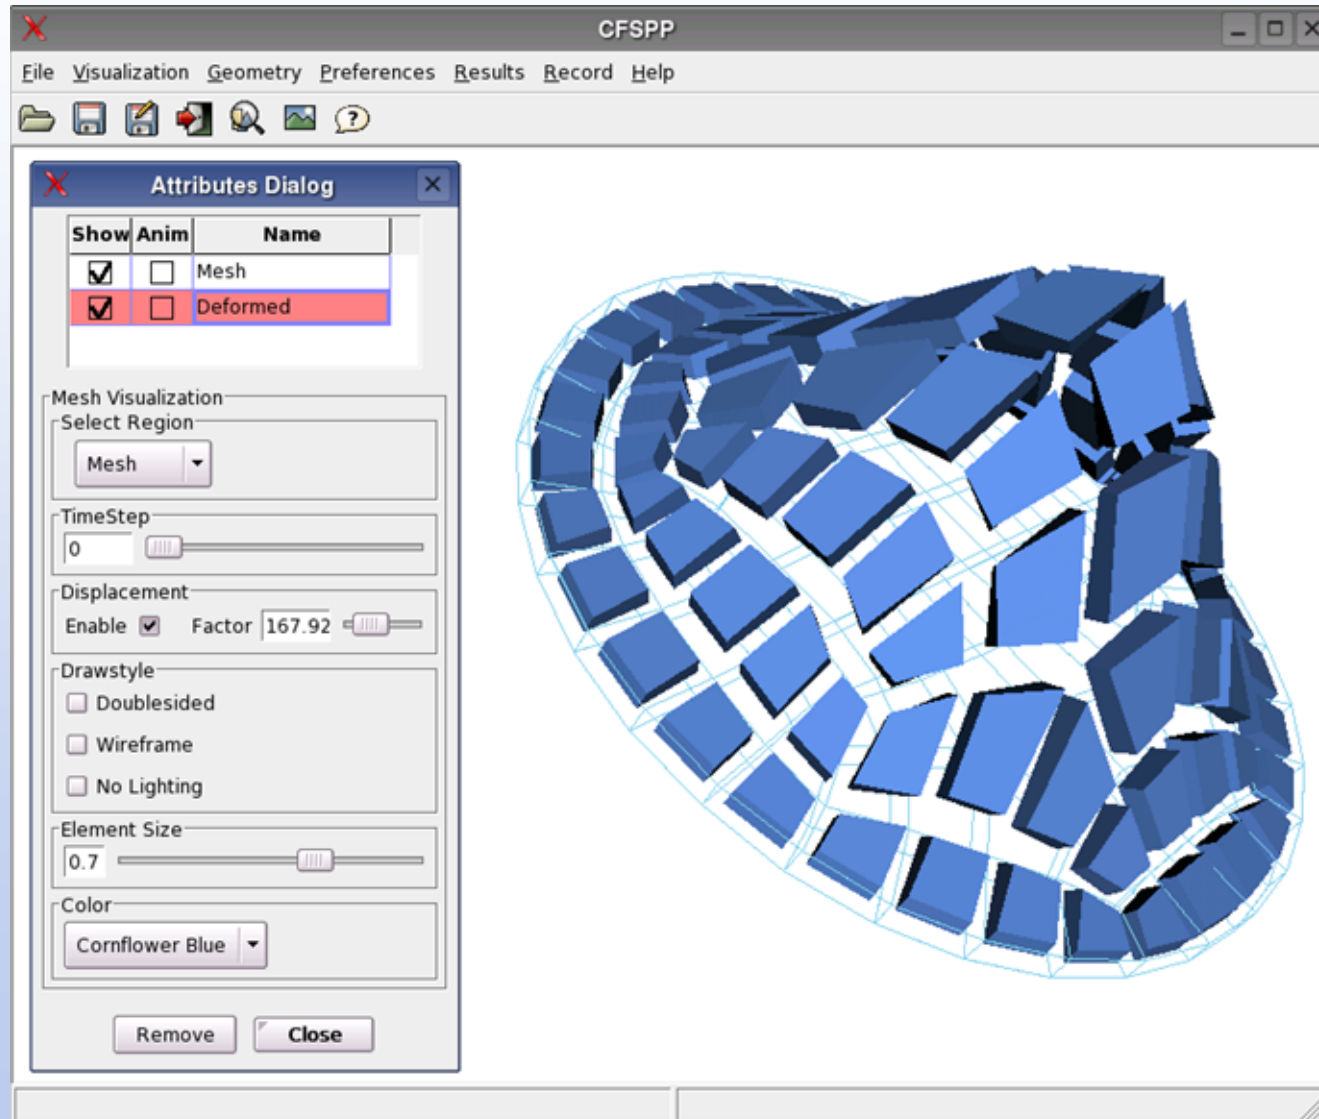 CFSPP
File Visualization Geometry Preferences Results Record Help
Attributes Dialog
Show Anim Name
Mesh
Deformed
Mesh Visualization
Select Region
Mesh
TimeStep
0
Displacement
Enable Factor 167.92
Drawstyle
Doublesided
Wireframe
No Lighting
Element Size
0.7
Color
Cornflower Blue
Remove Close